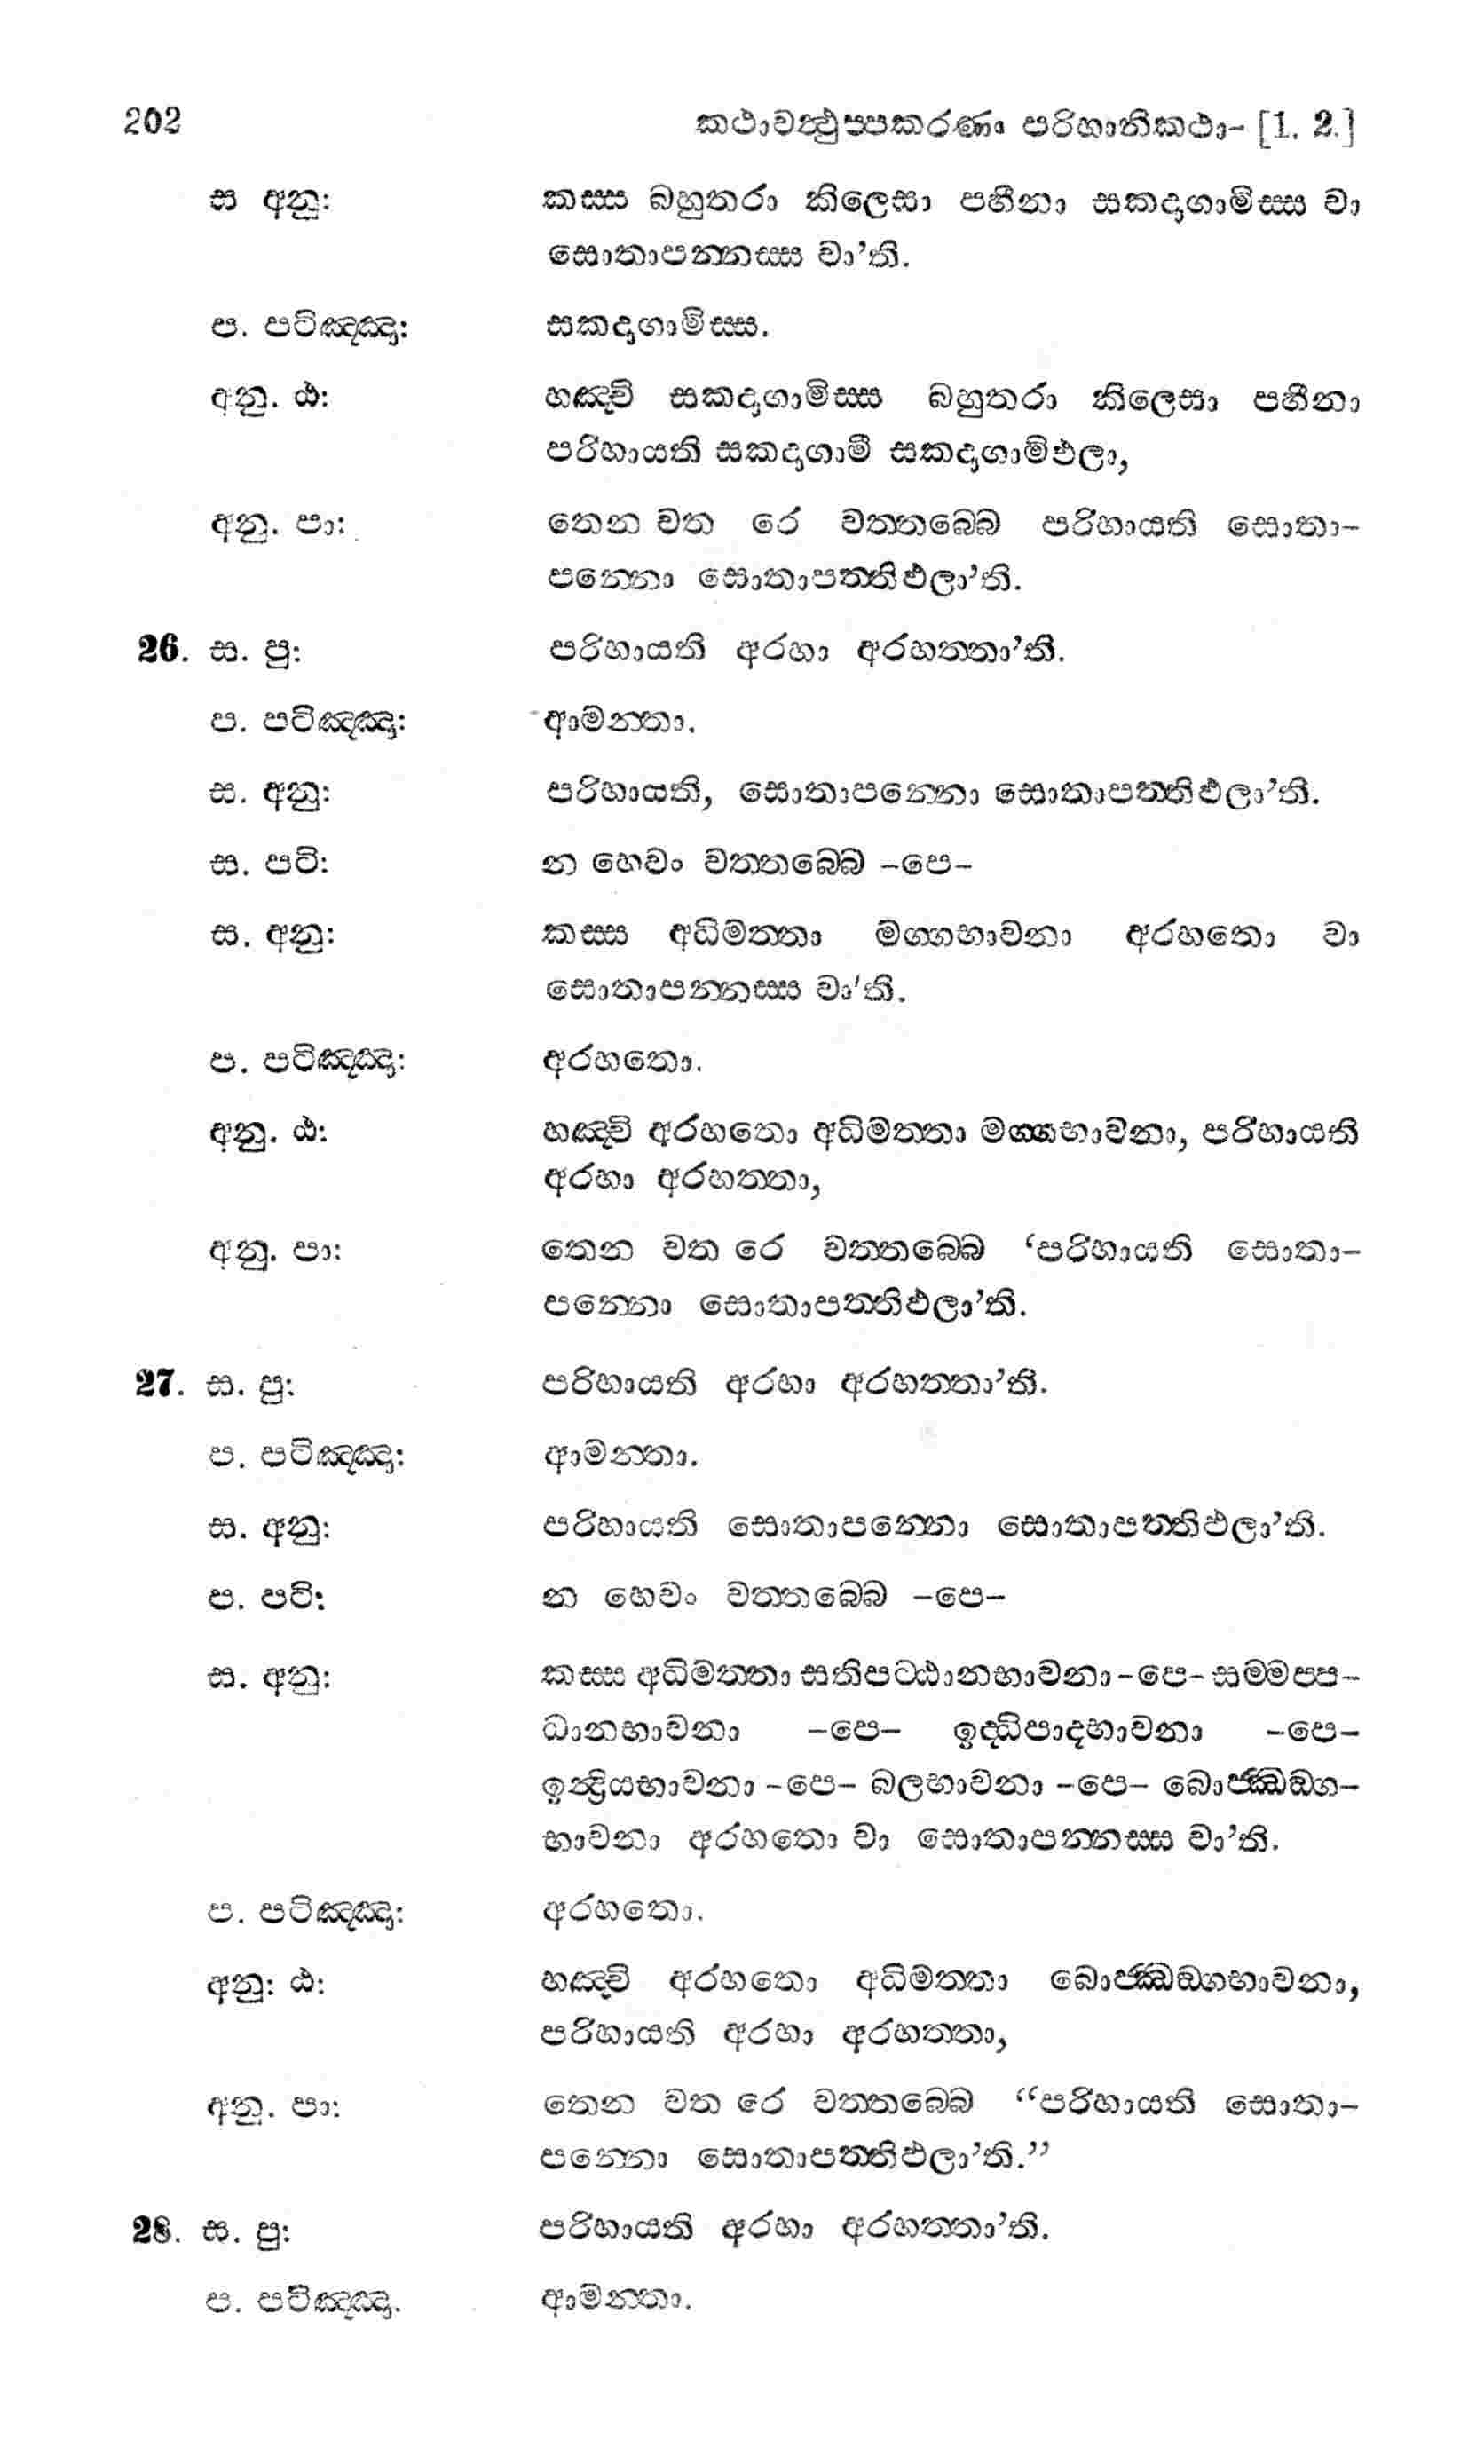 202 කථාවත්‍ථුප්පකරණං පරිහානිකථා- [1. 2.]
ස අනු: කස්ස බහුතරා කිලෙසා පහීනා සකදාගාමිස්ස වා
සොතාපන්නස්ස වා’ති.
ප. පටිඤ්ඤා: සකදාගාමිස්ස.
අනු. ඨ: හඤ්චි සකදාගාමිස්ස බහුතරා කිලෙසා පහීනා
පරිහායති සකදාගාමී සකදාගාමිඵලා,
අනු. පා: තෙන වත රෙ වත්තබ්බෙ පරිහායති සොතා-
පන්නො සොතාපත්තිඵලා’ති.
26. ස. පු: පරිහායති අරහා අරහත්තා’ති.
ප. පටිඤ්ඤා: ආමන්තා.
ස. අනු: පරිහායති, සොතාපන්නො සොතාපත්තිඵලා’ති.
ස. පටි: න හෙවං වත්තබ්බෙ -පෙ-
ස. අනු: කස්ස අධිමත්තා මග්ගභාවනා අරහතො වා
සොතාපන්නස්ස වා'ති.
ප. පටිඤ්ඤා: අරහතො.
අනු. ඨ: හඤ්චි අරහතො අධිමත්තා මග්ගභාවනා, පරිහායති
අරහා අරහත්තා,
අනු. පා: තෙන වත රෙ වත්තබ්බෙ ‘පරිහායති සොතා-
පන්නො සොතාපත්තිඵලා’ති.
27. ස. පු: පරිහායති අරහා අරහත්තා’ති.
ප. පටිඤ්ඤා: ආමන්තා.
ස. අනු: පරිහායති සොතාපන්නො සොතාපත්තිඵලා’ති.
ප. පටි: න හෙවං වත්තබ්බෙ -පෙ-
ස. අනු: කස්ස අධිමත්තා සතිපට්ඨානභාවනා -පෙ- සම්මප්ප-
ධානභාවනා -පෙ- ඉද්ධිපාදභාවනා -පෙ-
ඉන්‍ද්‍රියභාවනා -පෙ- බලභාවනා -පෙ- බොජ්ඣඞ්ග-
භාවනා අරහතො වා සොතාපන්නස්ස වා’ති.
ප. පටිඤ්ඤා: අරහතො.
අනු: ඨ: හඤ්චි අරහතො අධිමත්තා බොජ්ඣඞ්ගභාවනා,
පරිහායති අරහා අරහත්තා,
අනු. පා: තෙන වත රෙ වත්තබ්බෙ “පරිහායති සොතා-
පන්නො සොතාපත්තිඵලා’ති.”
28. ස. පු: පරිහායති අරහා අරහත්තා’ති.
ප. පටිඤ්ඤා. ආමන්තා.